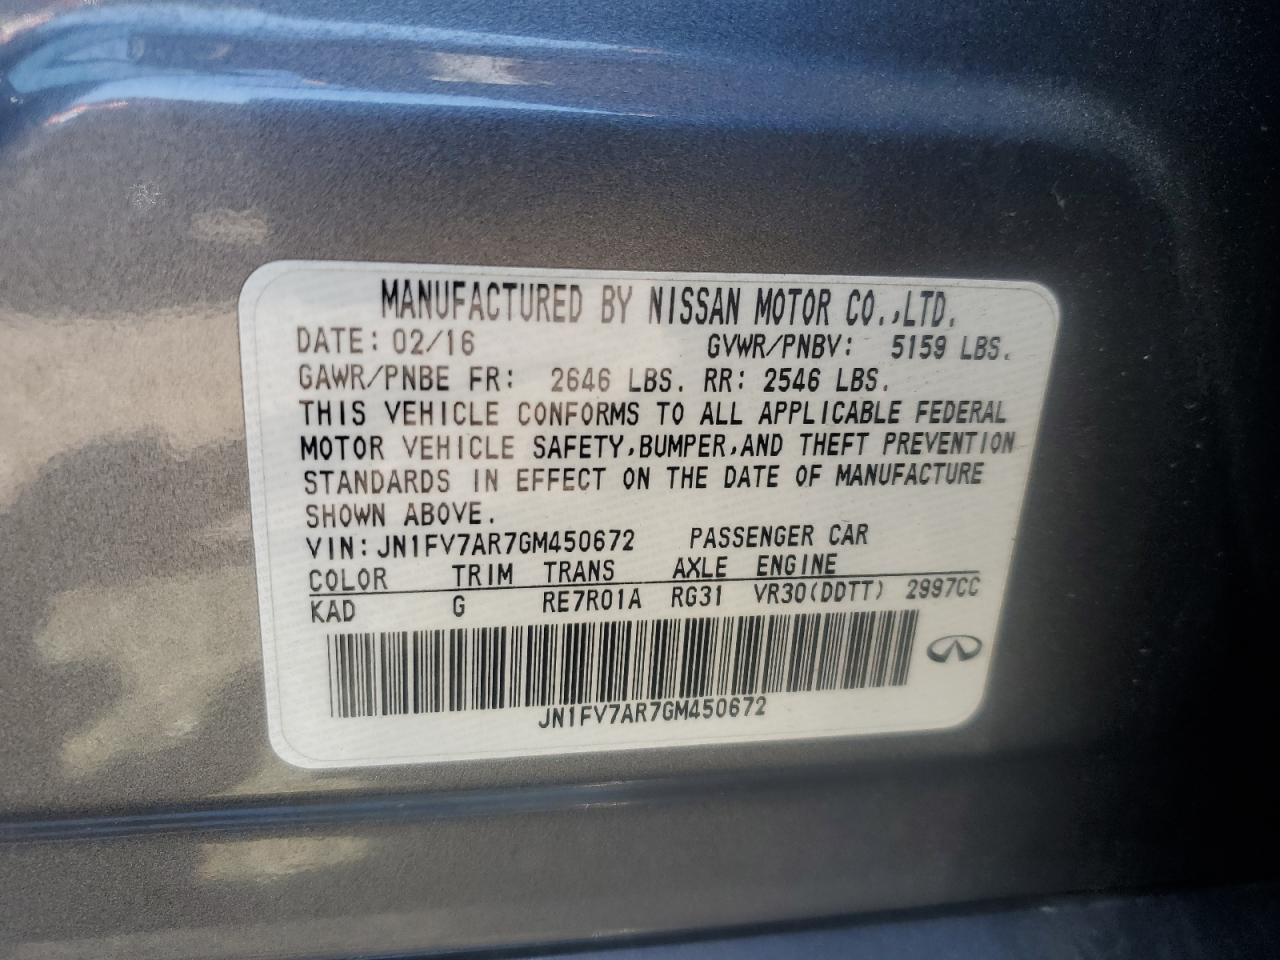 MANUFACTURED BY NISSAN MOTOR CO.,LTD.
DATE: 02/16 GVWR/PNBV: 5159 LBS.
GAWR/PNBE FR: 2646 LBS. RR: 2546 LBS.
THIS VEHICLE CONFORMS TO ALL APPLICABLE FEDERAL
MOTOR VEHICLE SAFETY,BUMPER,AND THEFT PREVENTION
STANDARDS IN EFFECT ON THE DATE OF MANUFACTURE
SHOWN ABOVE.
VIN:JN1FV7AR7GM450672 PASSENGER CAR
COLOR TRIM TRANS AXLE ENGINE
KAD G RE7R01A RG31 VR30(DDTT) 2997CC
JN1FV7AR7GM450672